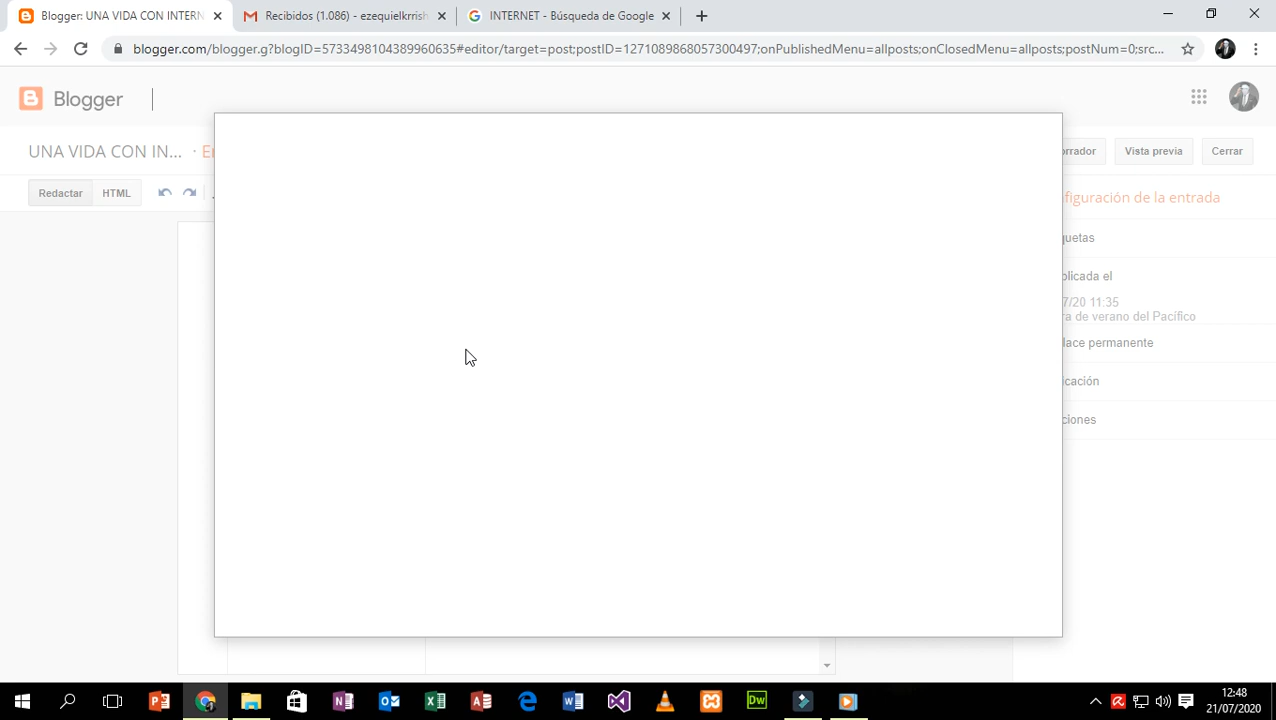 Blogger: UNA VIDA CON INTERN
Recibidos (1.086) - ezequielkrrish
INTERNET - Búsqueda de Google
blogger.com/blogger.g?blogID=5733498104389960635#editor/target=post;postID=1271089868057300497;onPublishedMenu=allposts;onClosedMenu=allposts;postNum=0;src...
Blogger
UNA VIDA CON IN... · En
orrador
Vista previa
Cerrar
Redactar
HTML
nfiguración de la entrada
quetas
blicada el
7/20 11:35
ra de verano del Pacífico
lace permanente
icación
ciones
12:48
21/07/2020